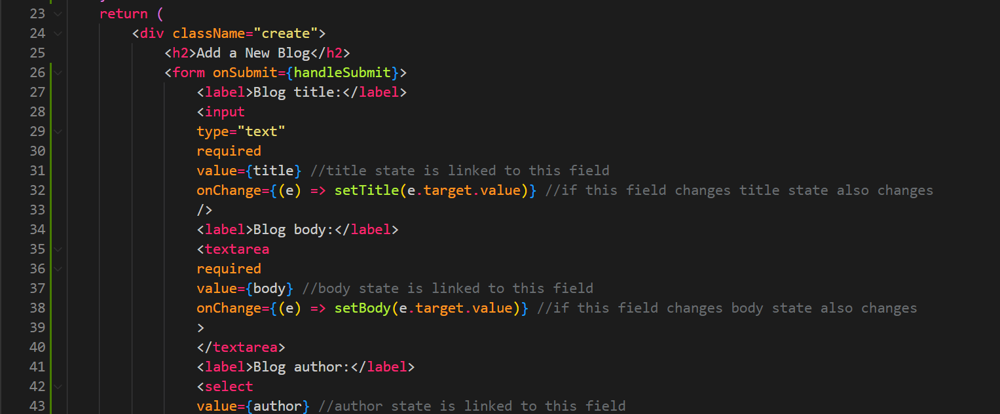 23 return (
24 <div className="create">
25 <h2>Add a New Blog</h2>
26 <form onSubmit={handleSubmit}>
27 <label>Blog title:</label>
28 <input
29 type="text"
30 required
31 value={title} //title state is linked to this field
32 onChange={(e) => setTitle(e.target.value)} //if this field changes title state also changes
33 />
34 <label>Blog body:</label>
35 <textarea
36 required
37 value={body} //body state is linked to this field
38 onChange={(e) => setBody(e.target.value)} //if this field changes body state also changes
39 >
40 </textarea>
41 <label>Blog author:</label>
42 <select
43 value={author} //author state is linked to this field